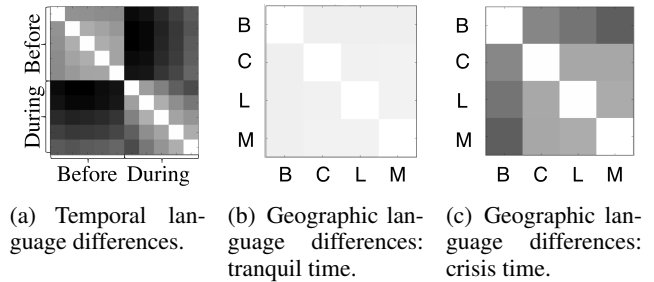 Before
During
Before During
B
C
L
M
B C L M
B
C
L
M
B C L M
(a) Temporal lan-
guage differences.
(b) Geographic lan-
guage differences:
tranquil time.
(c) Geographic lan-
guage differences:
crisis time.